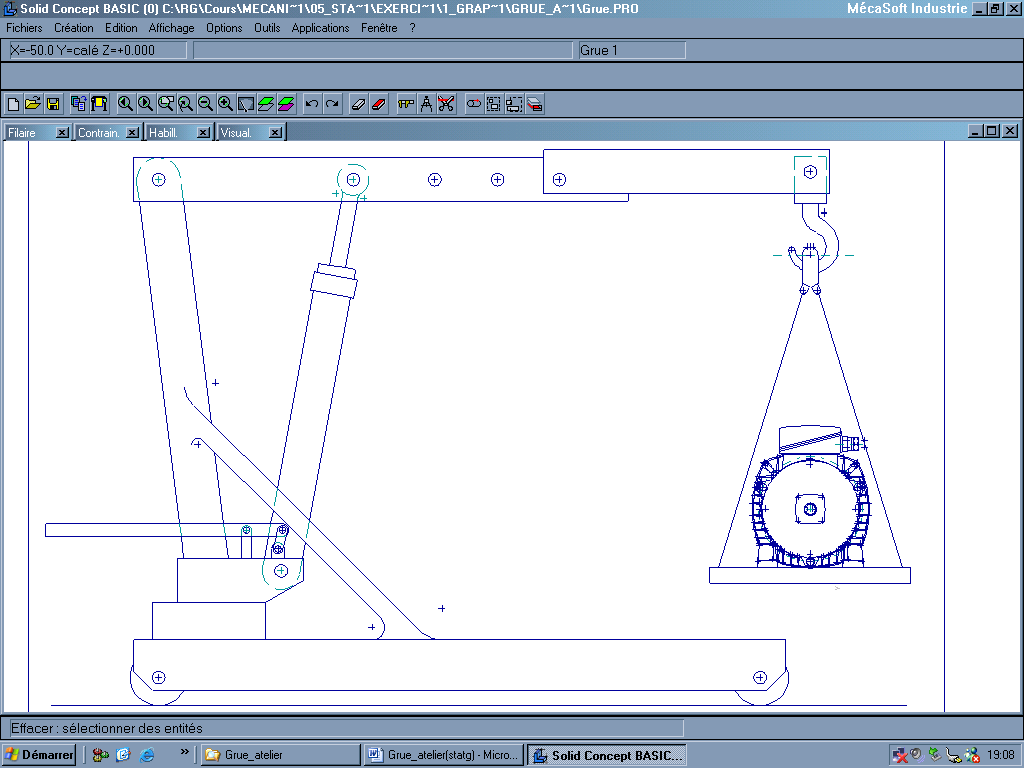 Solid Concept BASIC (0) C:\RG\Cours\MECANI~1\05_STA~1\EXERCI~1\1_GRAP~1\GRUE_A~1\Grue.PRO MécaSoft Industrie
Fichiers Création Edition Affichage Options Outils Applications Fenêtre ?
X=-50.0 Y=calé Z=+0.000 Grue 1
Filaire Contrain. Habill. Visual.
Effacer : sélectionner des entités
Démarrer » Grue_atelier Grue_atelier(statg) - Micro... Solid Concept BASIC... 19:08